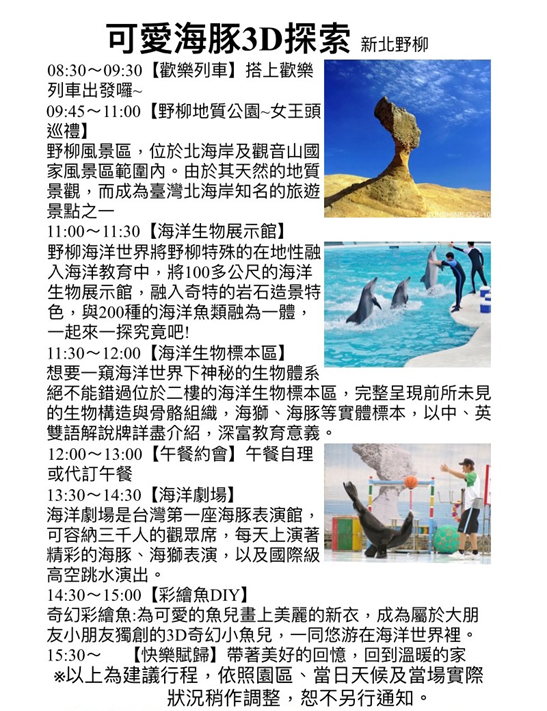 可愛海豚3D探索 新北野柳
08:30～09:30【歡樂列車】搭上歡樂
列車出發囉~
09:45～11:00【野柳地質公園~女王頭
巡禮】
野柳風景區，位於北海岸及觀音山國
家風景區範圍內。由於其天然的地質
景觀，而成為臺灣北海岸知名的旅遊
景點之一
11:00～11:30【海洋生物展示館】
野柳海洋世界將野柳特殊的在地性融
入海洋教育中，將100多公尺的海洋
生物展示館，融入奇特的岩石造景特
色，與200種的海洋魚類融為一體，
一起來一探究竟吧!
11:30～12:00【海洋生物標本區】
想要一窺海洋世界下神秘的生物體系
絕不能錯過位於二樓的海洋生物標本區，完整呈現前所未見
的生物構造與骨骼組織，海獅、海豚等實體標本，以中、英
雙語解說牌詳盡介紹，深富教育意義。
12:00～13:00【午餐約會】午餐自理
或代訂午餐
13:30～14:30【海洋劇場】
海洋劇場是台灣第一座海豚表演館，
可容納三千人的觀眾席，每天上演著
精彩的海豚、海獅表演，以及國際級
高空跳水演出。
14:30～15:00【彩繪魚DIY】
奇幻彩繪魚:為可愛的魚兒畫上美麗的新衣，成為屬於大朋
友小朋友獨創的3D奇幻小魚兒，一同悠游在海洋世界裡。
15:30～ 【快樂賦歸】帶著美好的回憶，回到溫暖的家
※以上為建議行程，依照園區、當日天候及當場實際
狀況稍作調整，恕不另行通知。